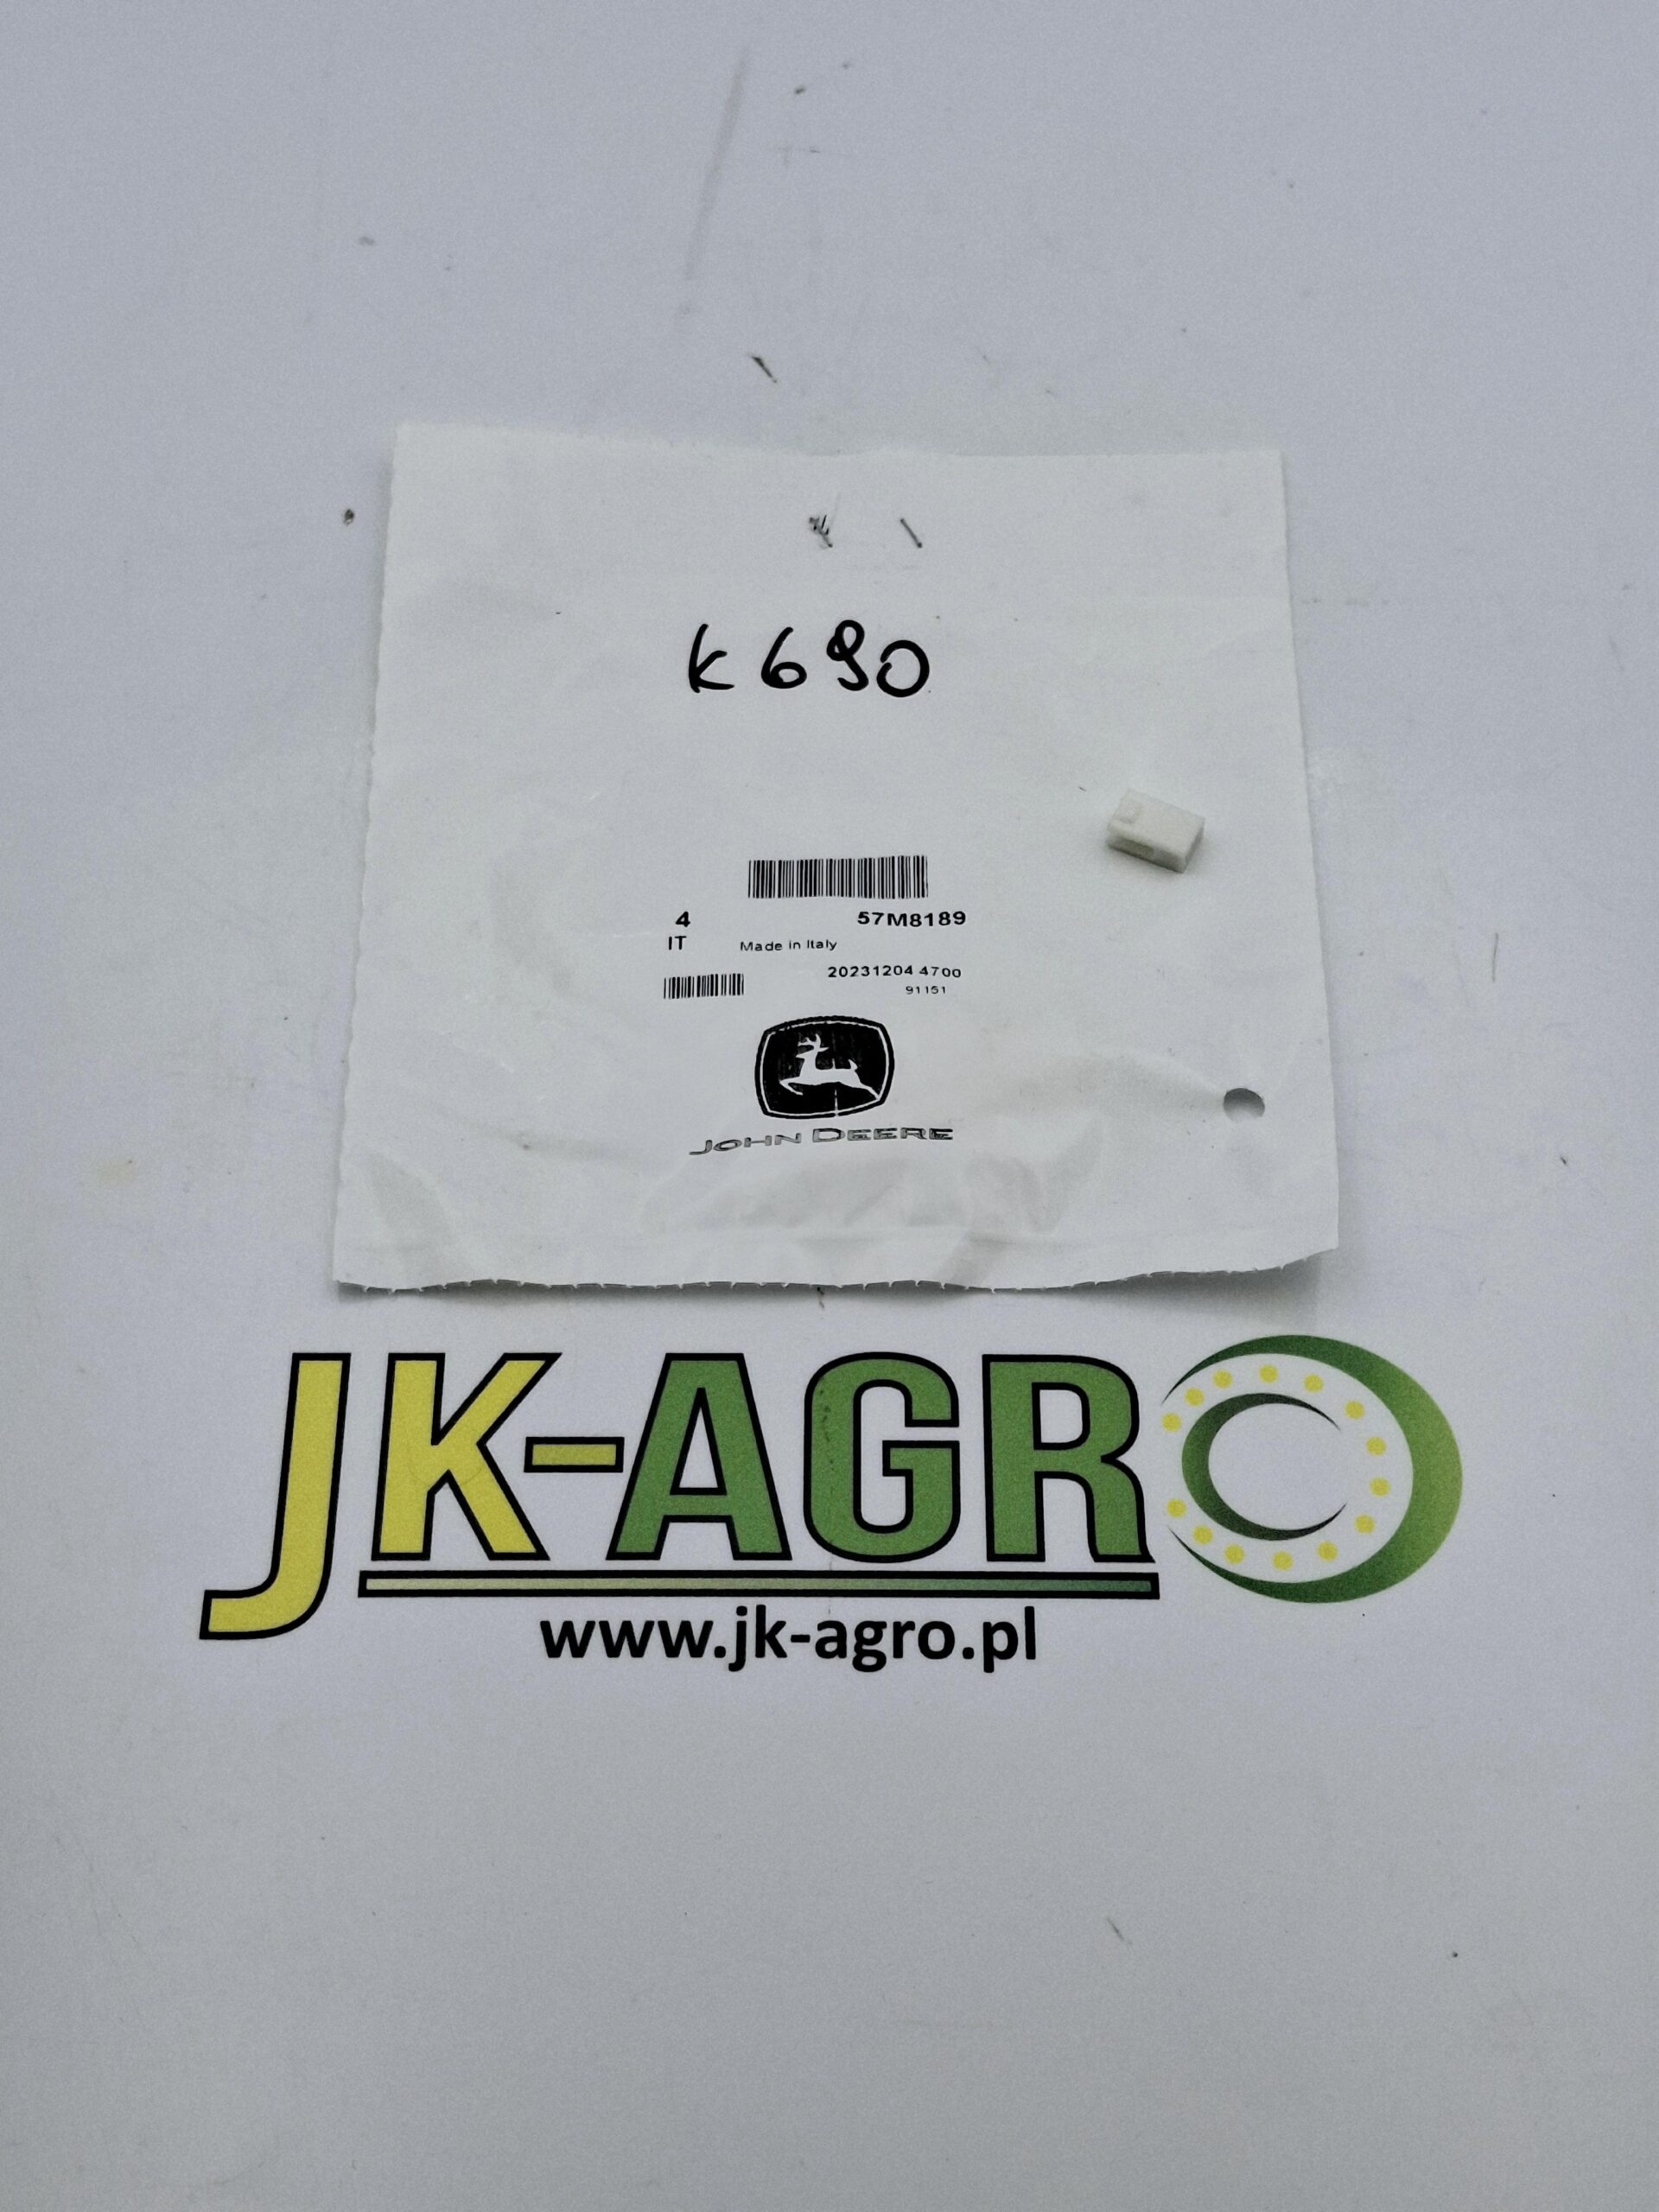 K690
4 57M8189
IT Made in Italy
20231204 4700
91151
JOHN DEERE
JK-AGRO
www.jk-agro.pl